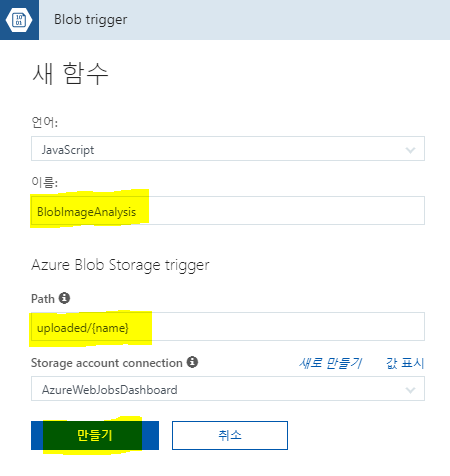 10
01
Blob trigger
새 함수
언어:
JavaScript
이름:
BlobImageAnalysis
Azure Blob Storage trigger
Path
uploaded/{name}
Storage account connection 새로 만들기 값 표시
AzureWebJobsDashboard
만들기 취소